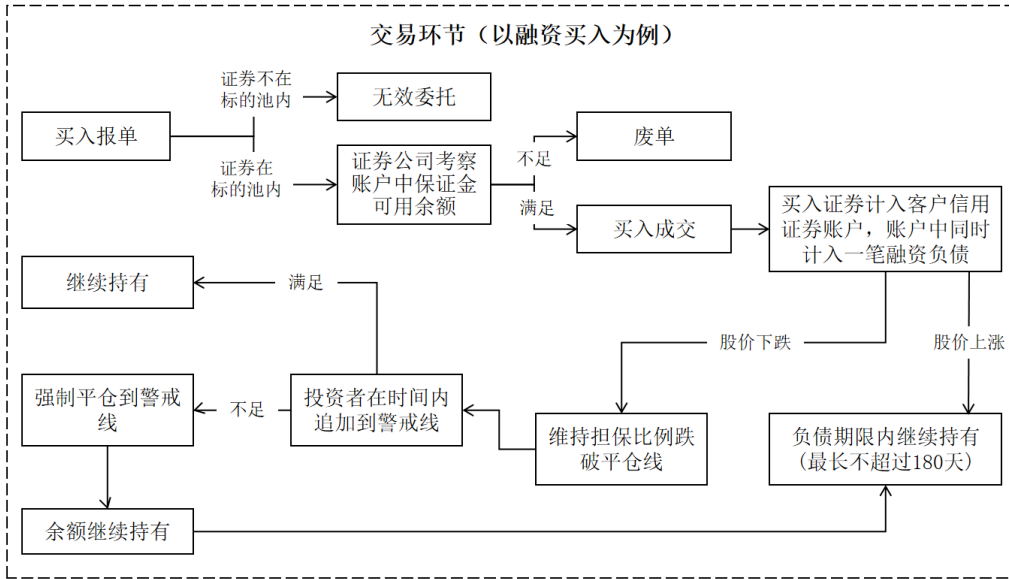 交易环节（以融资买入为例）
证券不在
标的池内
无效委托
买入报单
证券在
标的池内
证券公司考察
账户中保证金
可用余额
不足
废单
满足
买入成交
买入证券计入客户信用
证券账户，账户中同时
计入一笔融资负债
继续持有
满足
股价下跌
股价上涨
强制平仓到警戒
线
不足
投资者在时间内
追加到警戒线
维持担保比例跌
破平仓线
负债期限内继续持有
(最长不超过180天)
余额继续持有